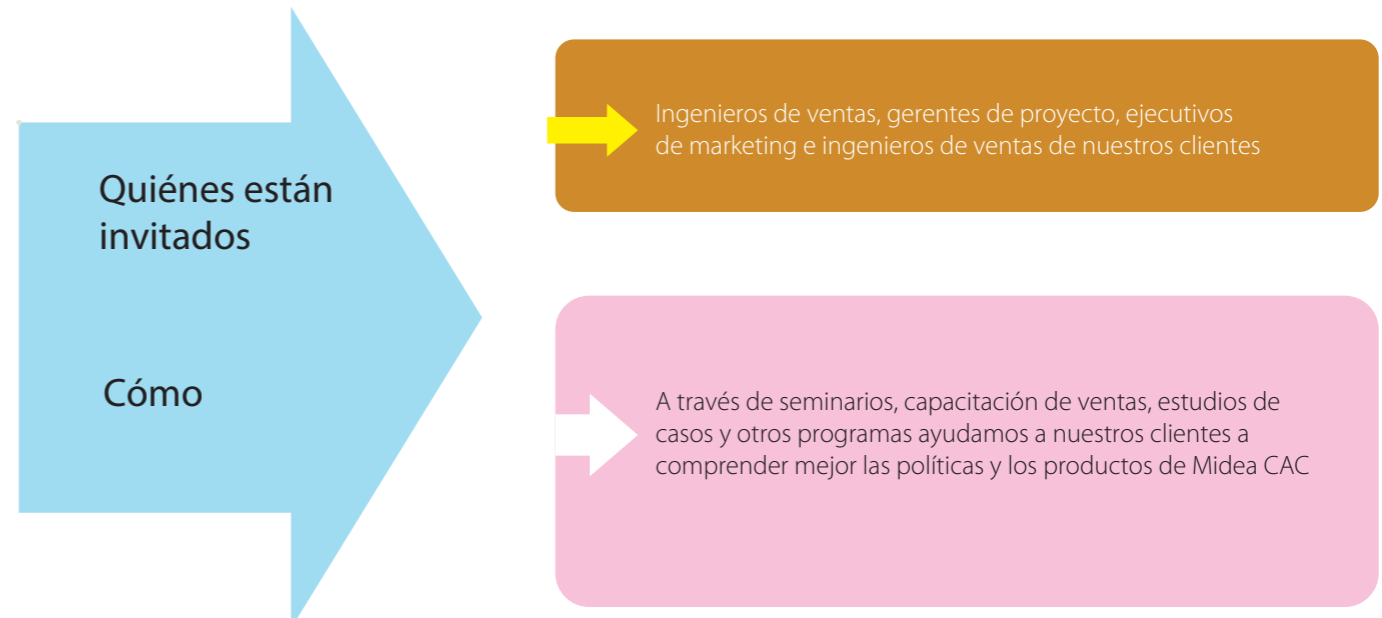 Quiénes están
invitados
Ingenieros de ventas, gerentes de proyecto, ejecutivos
de marketing e ingenieros de ventas de nuestros clientes
Cómo
A través de seminarios, capacitación de ventas, estudios de
casos y otros programas ayudamos a nuestros clientes a
comprender mejor las políticas y los productos de Midea CAC